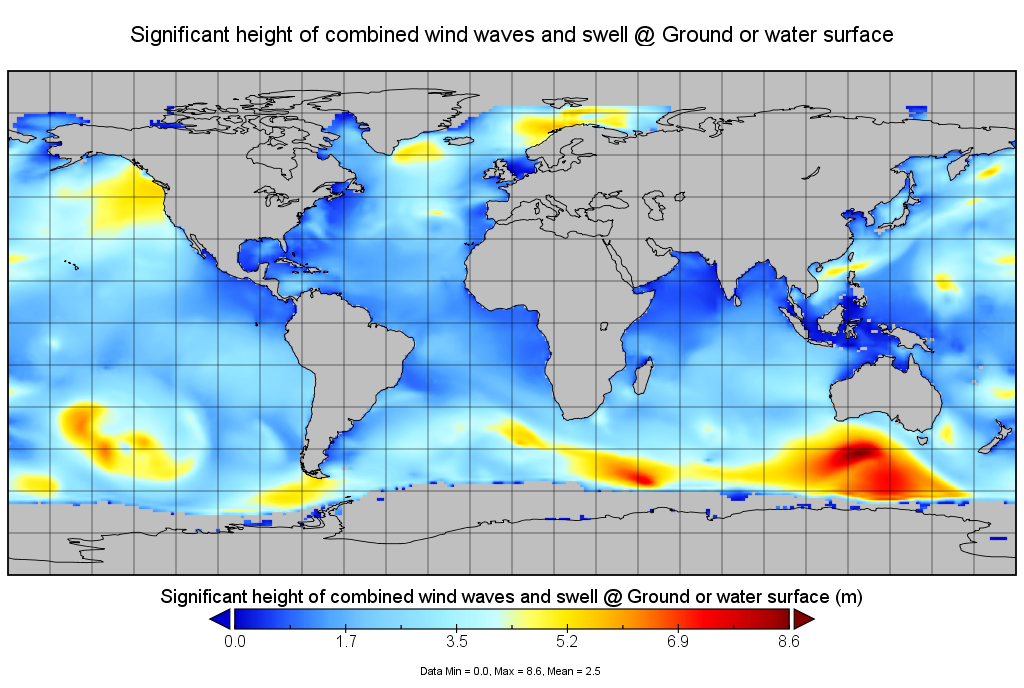 Significant height of combined wind waves and swell @ Ground or water surface
Significant height of combined wind waves and swell @ Ground or water surface (m)
0.0 1.7 3.5 5.2 6.9 8.6
Data Min = 0.0, Max = 8.6, Mean = 2.5